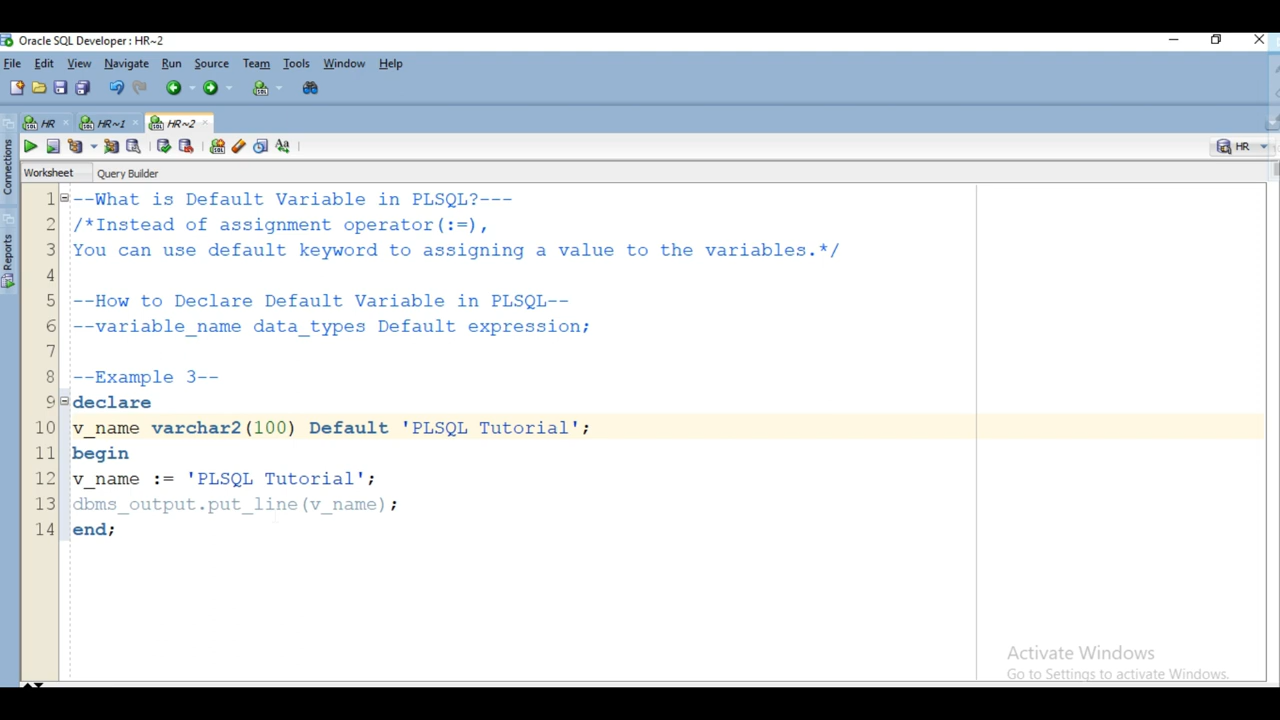 Oracle SQL Developer : HR~2
File Edit View Navigate Run Source Team Tools Window Help
HR HR~1 HR~2
HR
Worksheet Query Builder
Connections
Reports
1 --What is Default Variable in PLSQL?---
2 /*Instead of assignment operator(:=),
3 You can use default keyword to assigning a value to the variables.*/
4
5 --How to Declare Default Variable in PLSQL--
6 --variable_name data_types Default expression;
7
8 --Example 3--
9 declare
10 v_name varchar2(100) Default 'PLSQL Tutorial';
11 begin
12 v_name := 'PLSQL Tutorial';
13 dbms_output.put_line(v_name);
14 end;
Activate Windows
Go to Settings to activate Windows.